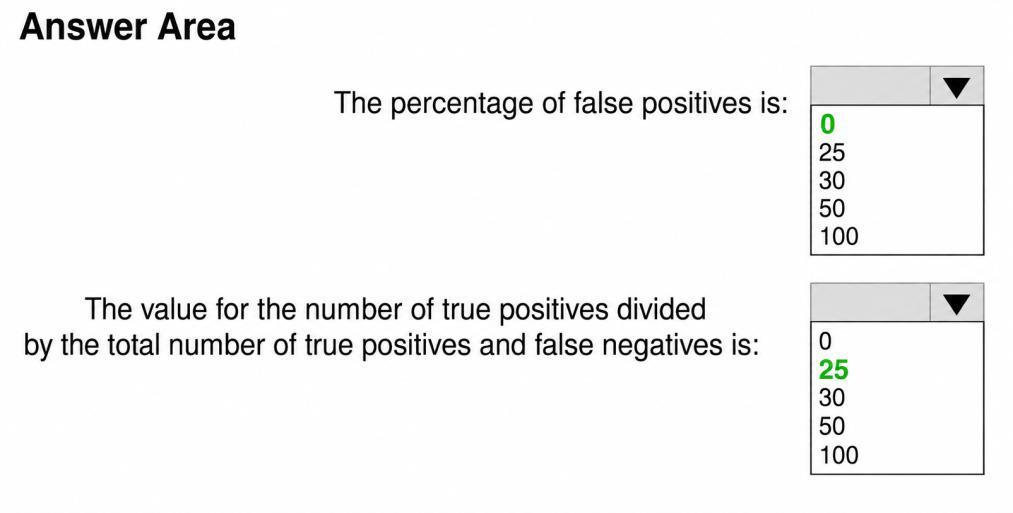 Answer Area
The percentage of false positives is:
0
25
30
50
100
The value for the number of true positives divided
by the total number of true positives and false negatives is:
0
25
30
50
100